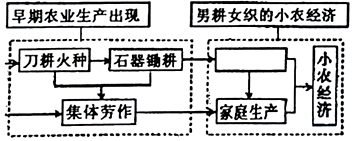 早期农业生产出现
男耕女织的小农经济
刀耕火种
石器锄耕
小农经济
集体劳作
家庭生产